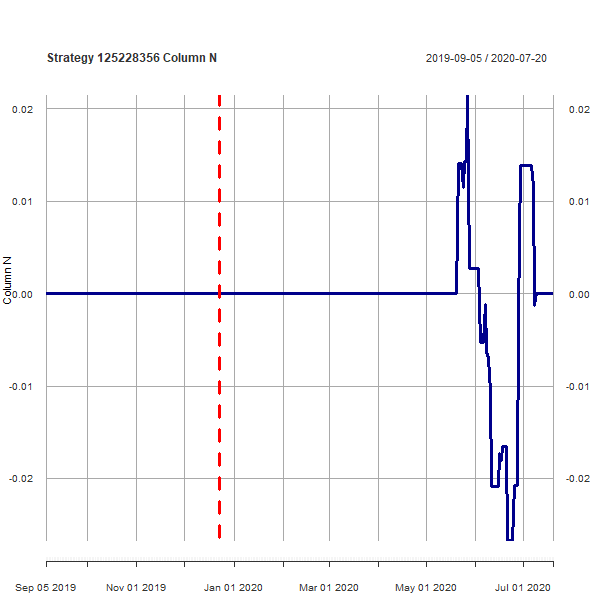 Strategy 125228356 Column N
2019-09-05 / 2020-07-20
0.02
0.02
0.01
0.01
Column N
0.00
0.00
-0.01
-0.01
-0.02
-0.02
Sep 05 2019
Nov 01 2019
Jan 01 2020
Mar 01 2020
May 01 2020
Jul 01 2020